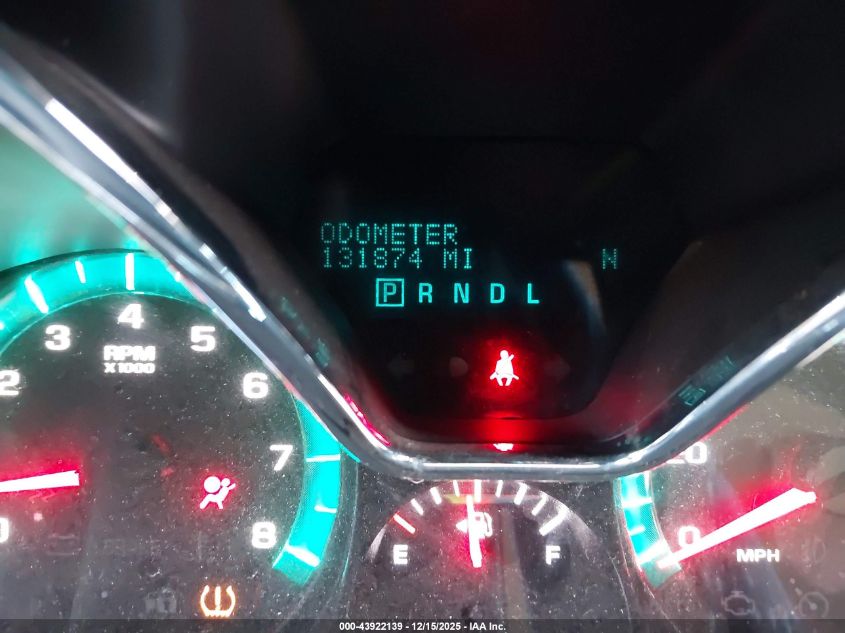 ODOMETER
131874 MI N
P R N D L
2 3 4 5 6 7 8
RPM
X1000
E F
20
0
MPH
000-43922139 - 12/15/2025 - IAA Inc.